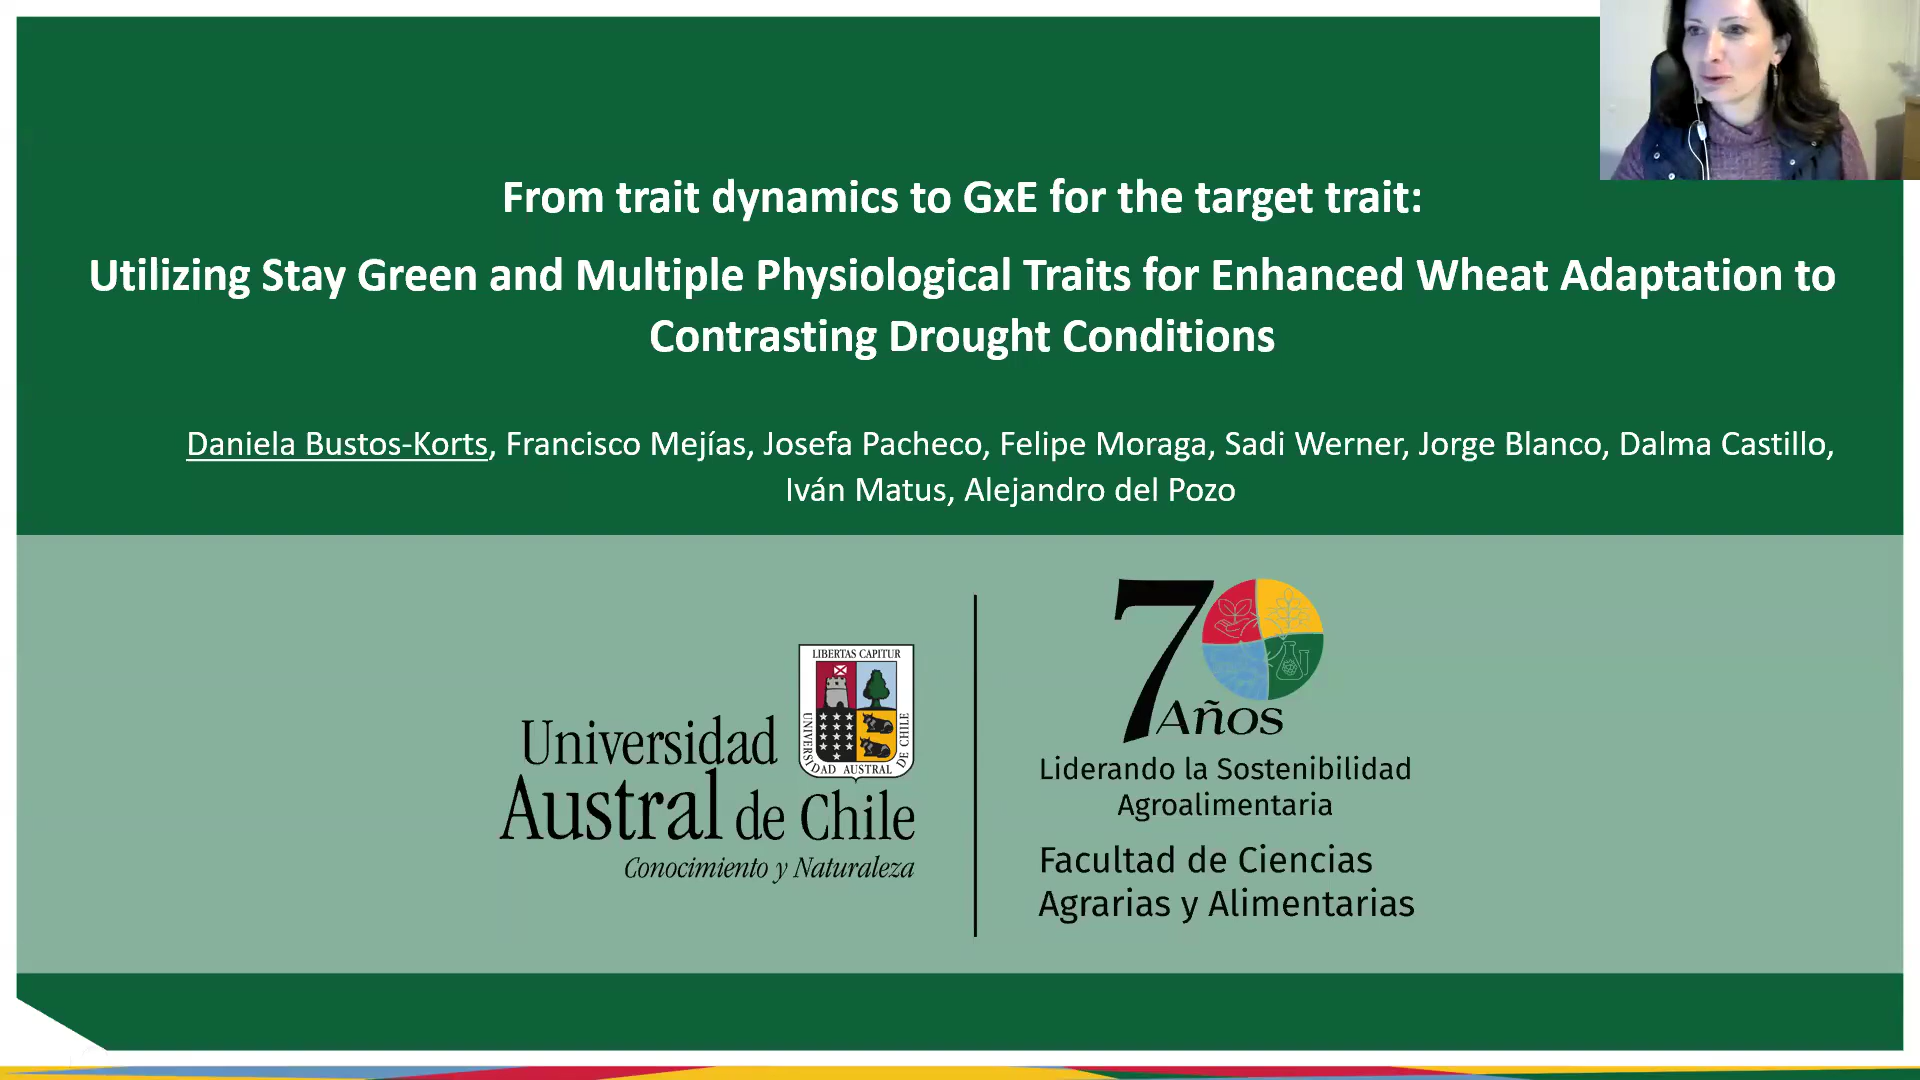 From trait dynamics to GxE for the target trait:
Utilizing Stay Green and Multiple Physiological Traits for Enhanced Wheat Adaptation to
Contrasting Drought Conditions
Daniela Bustos-Korts, Francisco Mejías, Josefa Pacheco, Felipe Moraga, Sadi Werner, Jorge Blanco, Dalma Castillo,
Iván Matus, Alejandro del Pozo
LIBERTAS CAPITUR
UNIVERSIDAD AUSTRAL DE CHILE
Universidad
Austral de Chile
Conocimiento y Naturaleza
70
Años
Liderando la Sostenibilidad
Agroalimentaria
Facultad de Ciencias
Agrarias y Alimentarias